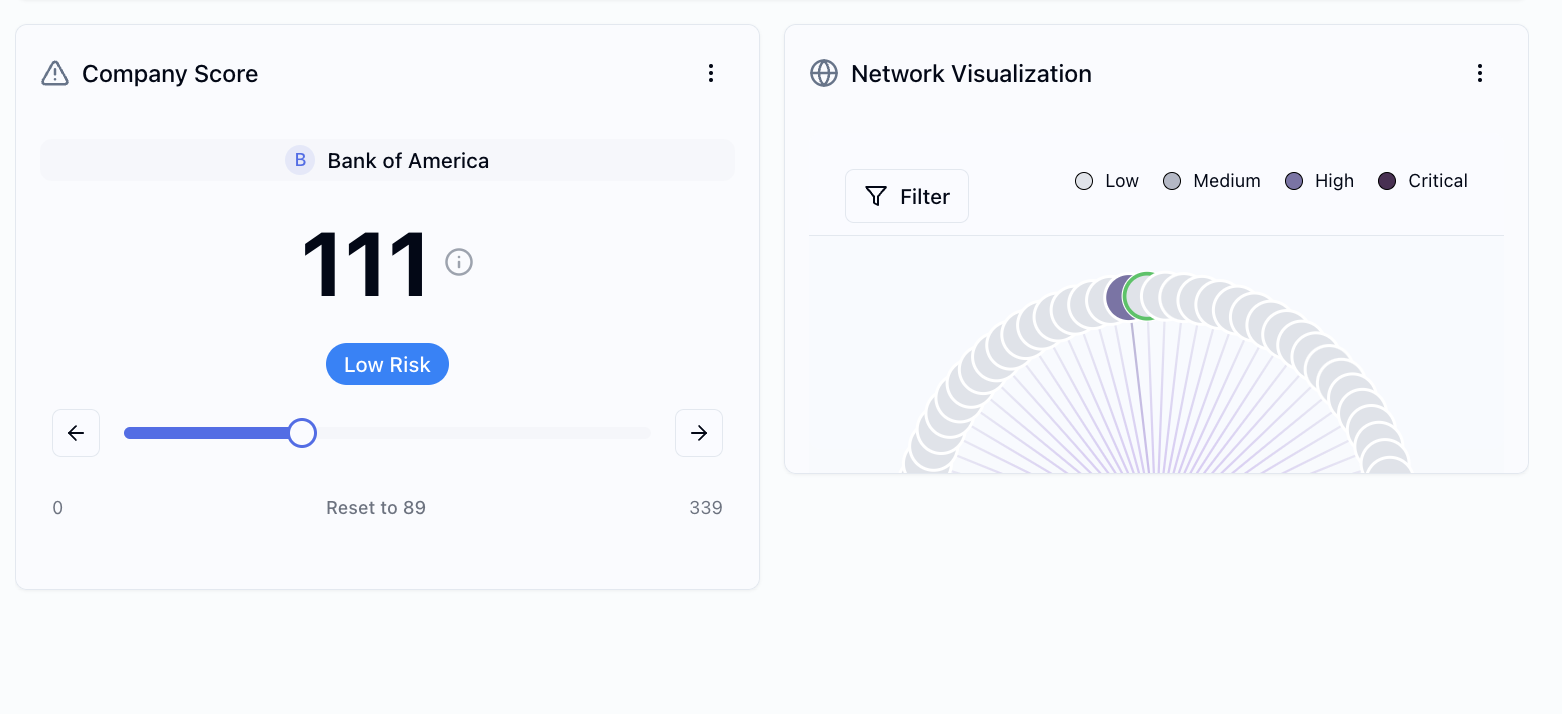 Company Score
B Bank of America
111
Low Risk
0 Reset to 89 339
Network Visualization
Filter
Low Medium High Critical